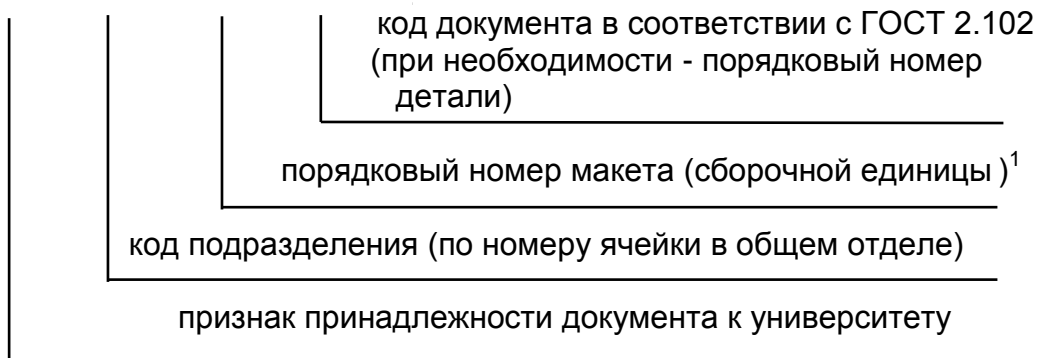 код документа в соответствии с ГОСТ 2.102
(при необходимости - порядковый номер
детали)
порядковый номер макета (сборочной единицы )¹
код подразделения (по номеру ячейки в общем отделе)
признак принадлежности документа к университету